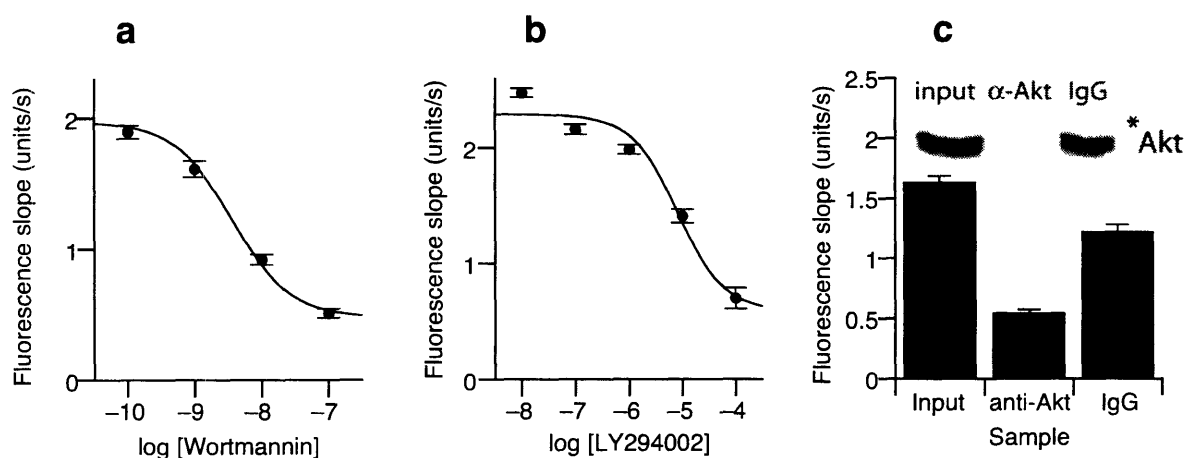 a
Fluorescence slope (units/s)
2
1
0
−10 −9 −8 −7
log [Wortmannin]
b
Fluorescence slope (units/s)
2
1
0
−8 −7 −6 −5 −4
log [LY294002]
c
Fluorescence slope (units/s)
2.5
2
1.5
1
0.5
0
input α-Akt IgG
*Akt
Input anti-Akt IgG
Sample